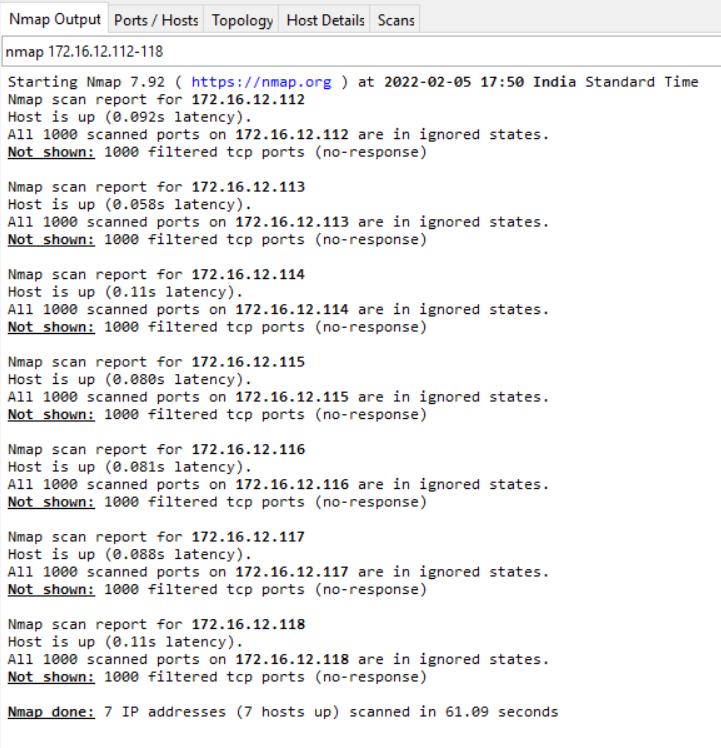 Nmap Output Ports / Hosts Topology Host Details Scans
nmap 172.16.12.112-118
Starting Nmap 7.92 ( https://nmap.org ) at 2022-02-05 17:50 India Standard Time
Nmap scan report for 172.16.12.112
Host is up (0.092s latency).
All 1000 scanned ports on 172.16.12.112 are in ignored states.
Not shown: 1000 filtered tcp ports (no-response)
Nmap scan report for 172.16.12.113
Host is up (0.058s latency).
All 1000 scanned ports on 172.16.12.113 are in ignored states.
Not shown: 1000 filtered tcp ports (no-response)
Nmap scan report for 172.16.12.114
Host is up (0.11s latency).
All 1000 scanned ports on 172.16.12.114 are in ignored states.
Not shown: 1000 filtered tcp ports (no-response)
Nmap scan report for 172.16.12.115
Host is up (0.080s latency).
All 1000 scanned ports on 172.16.12.115 are in ignored states.
Not shown: 1000 filtered tcp ports (no-response)
Nmap scan report for 172.16.12.116
Host is up (0.081s latency).
All 1000 scanned ports on 172.16.12.116 are in ignored states.
Not shown: 1000 filtered tcp ports (no-response)
Nmap scan report for 172.16.12.117
Host is up (0.088s latency).
All 1000 scanned ports on 172.16.12.117 are in ignored states.
Not shown: 1000 filtered tcp ports (no-response)
Nmap scan report for 172.16.12.118
Host is up (0.11s latency).
All 1000 scanned ports on 172.16.12.118 are in ignored states.
Not shown: 1000 filtered tcp ports (no-response)
Nmap done: 7 IP addresses (7 hosts up) scanned in 61.09 seconds